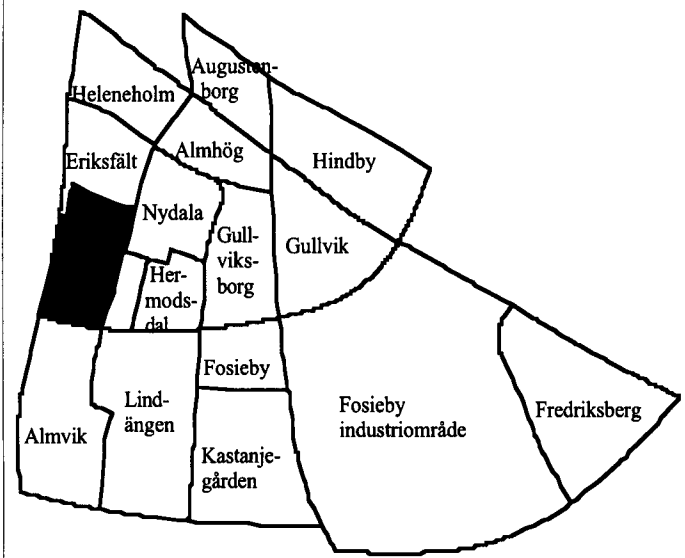 Augusten-
borg
Heleneholm
Almhög
Eriksfält
Hindby
Nydala
Gull-
viks-
borg
Gullvik
Her-
mods-
dal
Fosieby
Lind-
ängen
Fosieby
industriområde
Fredriksberg
Almvik
Kastanje-
gården